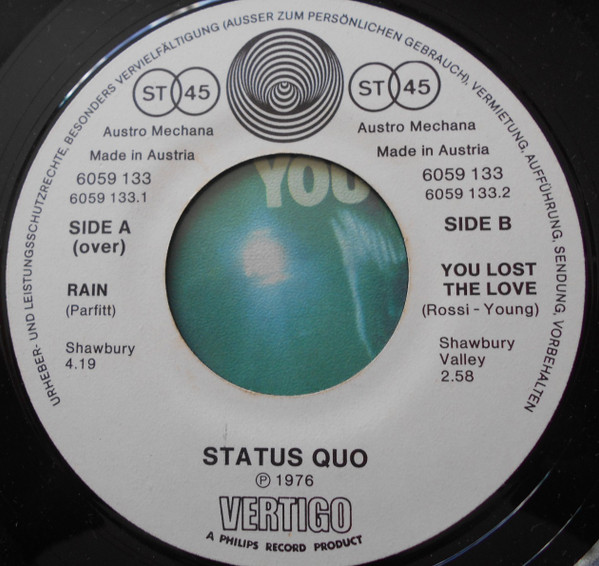 URHEBER- UND LEISTUNGSSCHUTZRECHTE, BESONDERS VERVIELFÄLTIGUNG (AUSSER ZUM PERSÖNLICHEN GEBRAUCH), VERMIETUNG, AUFFÜHRUNG, SENDUNG, VORBEHALTEN
ST 45
Austro Mechana
Made in Austria
6059 133
6059 133.1
SIDE A
(over)
RAIN
(Parfitt)
Shawbury
4.19
ST 45
Austro Mechana
Made in Austria
6059 133
6059 133.2
SIDE B
YOU LOST
THE LOVE
(Rossi - Young)
Shawbury
Valley
2.58
YOU
STATUS QUO
℗ 1976
VERTIGO
A PHILIPS RECORD PRODUCT